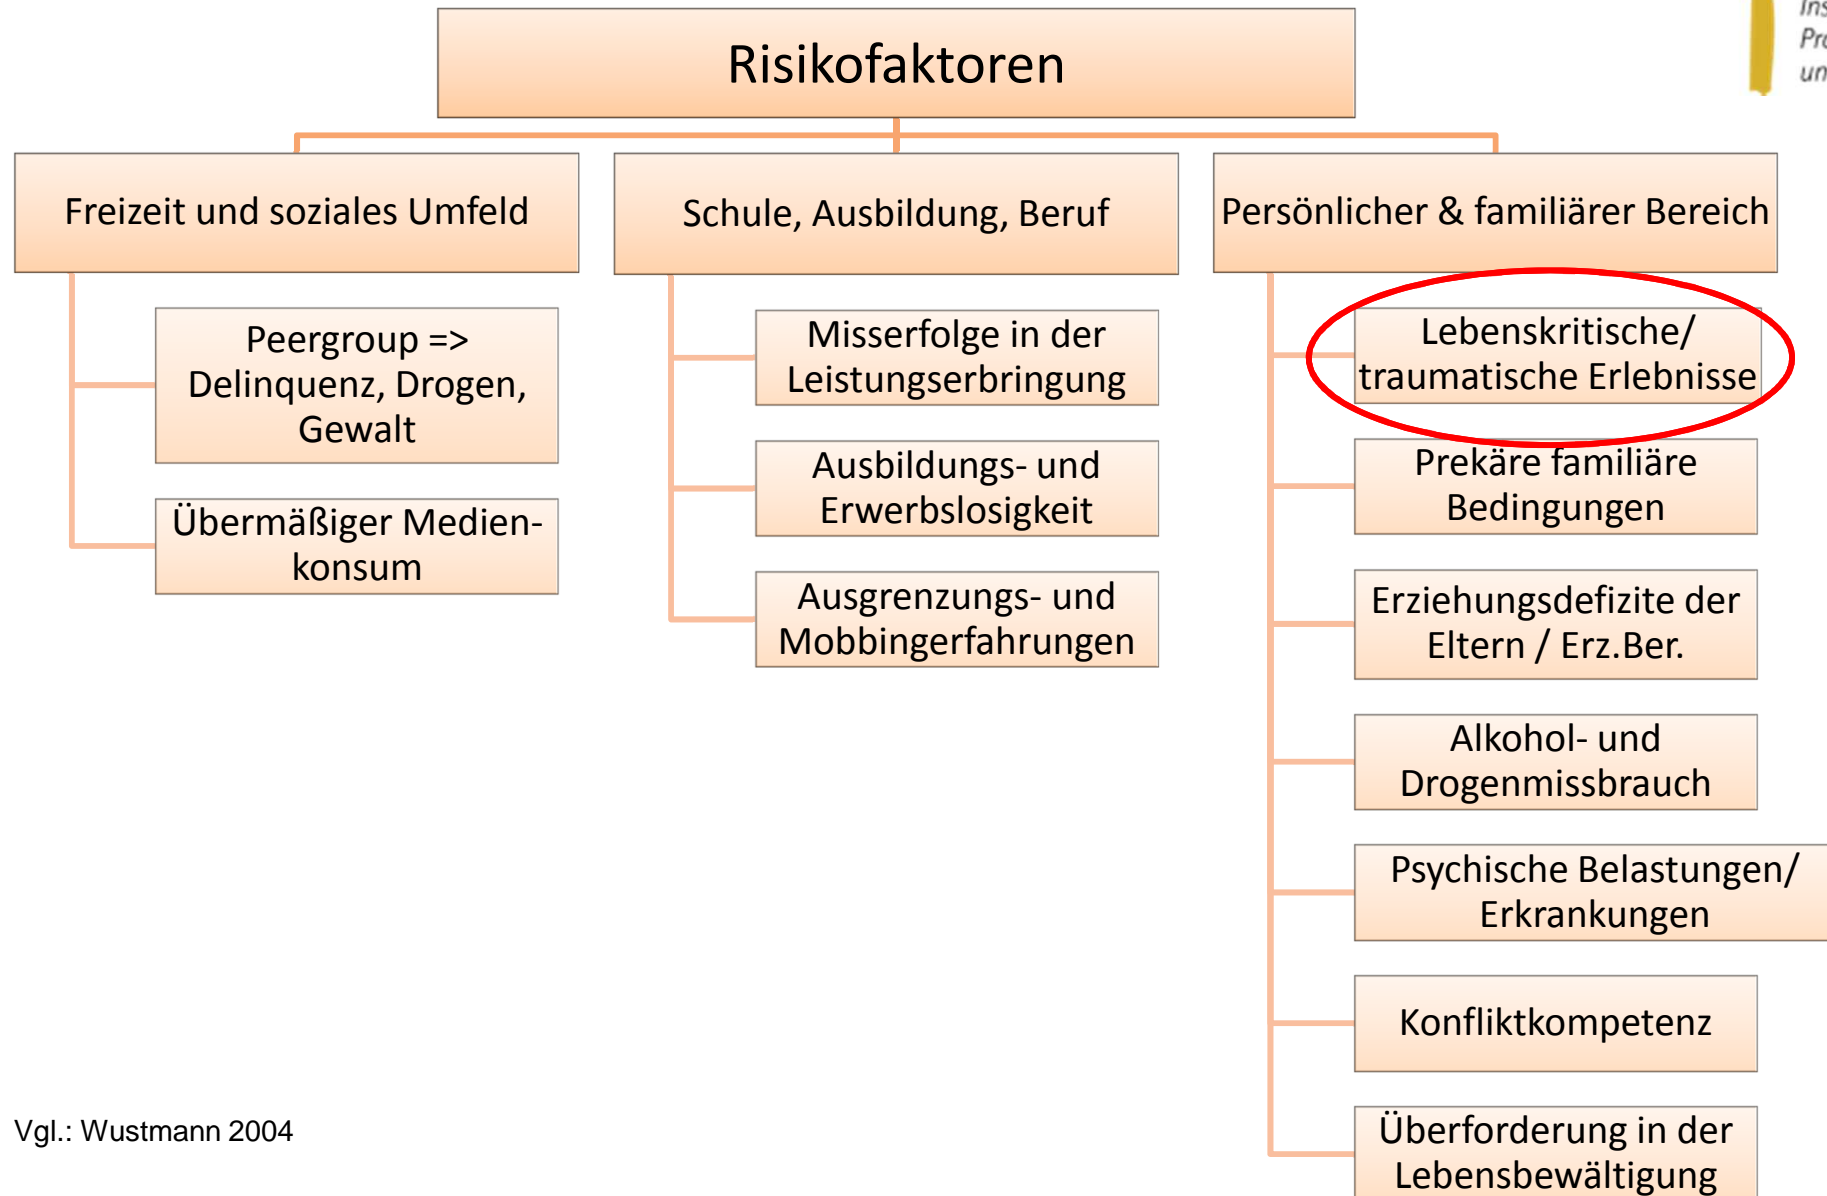 Risikofaktoren
Freizeit und soziales Umfeld
Peergroup =>
Delinquenz, Drogen,
Gewalt
Übermäßiger Medien-
konsum
Schule, Ausbildung, Beruf
Misserfolge in der
Leistungserbringung
Ausbildungs- und
Erwerbslosigkeit
Ausgrenzungs- und
Mobbingerfahrungen
Persönlicher & familiärer Bereich
Lebenskritische/
traumatische Erlebnisse
Prekäre familiäre
Bedingungen
Erziehungsdefizite der
Eltern / Erz.Ber.
Alkohol- und
Drogenmissbrauch
Psychische Belastungen/
Erkrankungen
Konfliktkompetenz
Überforderung in der
Lebensbewältigung
Vgl.: Wustmann 2004